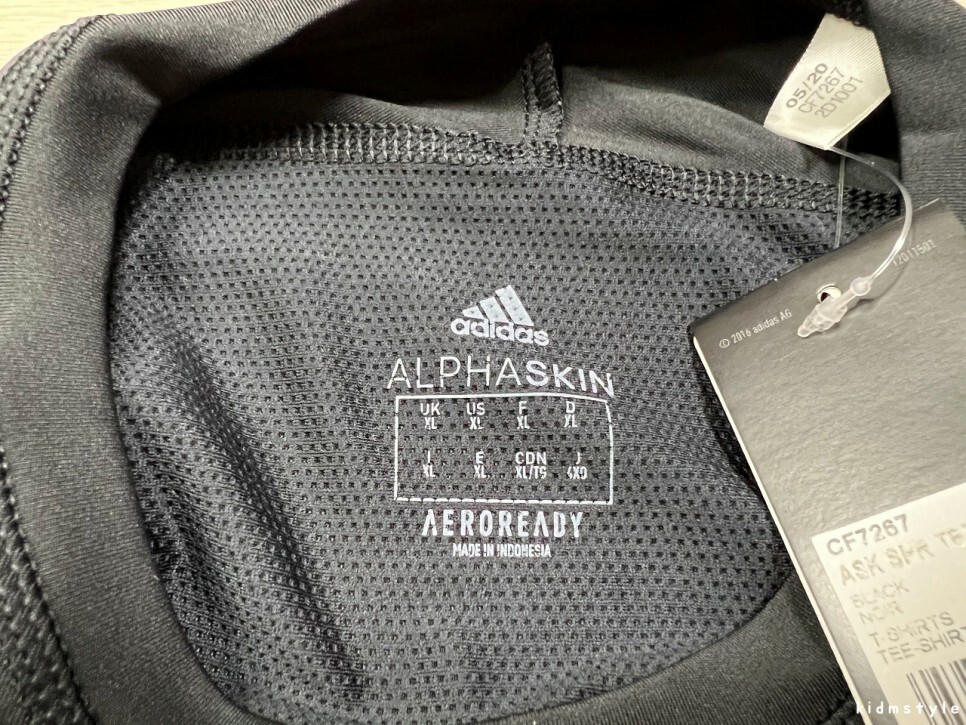 05/20
CF7267
2D1001
12011501
© 2016 adidas AG
adidas
ALPHASKIN
UK US F D
XL XL XL XL
I E CDN J
XL XL XL/TG 4XO
AEROREADY
MADE IN INDONESIA
CF7267
ASK
BLACK
NOIR
T-SHIRTS
TEE-SHIRT
kidmstyle